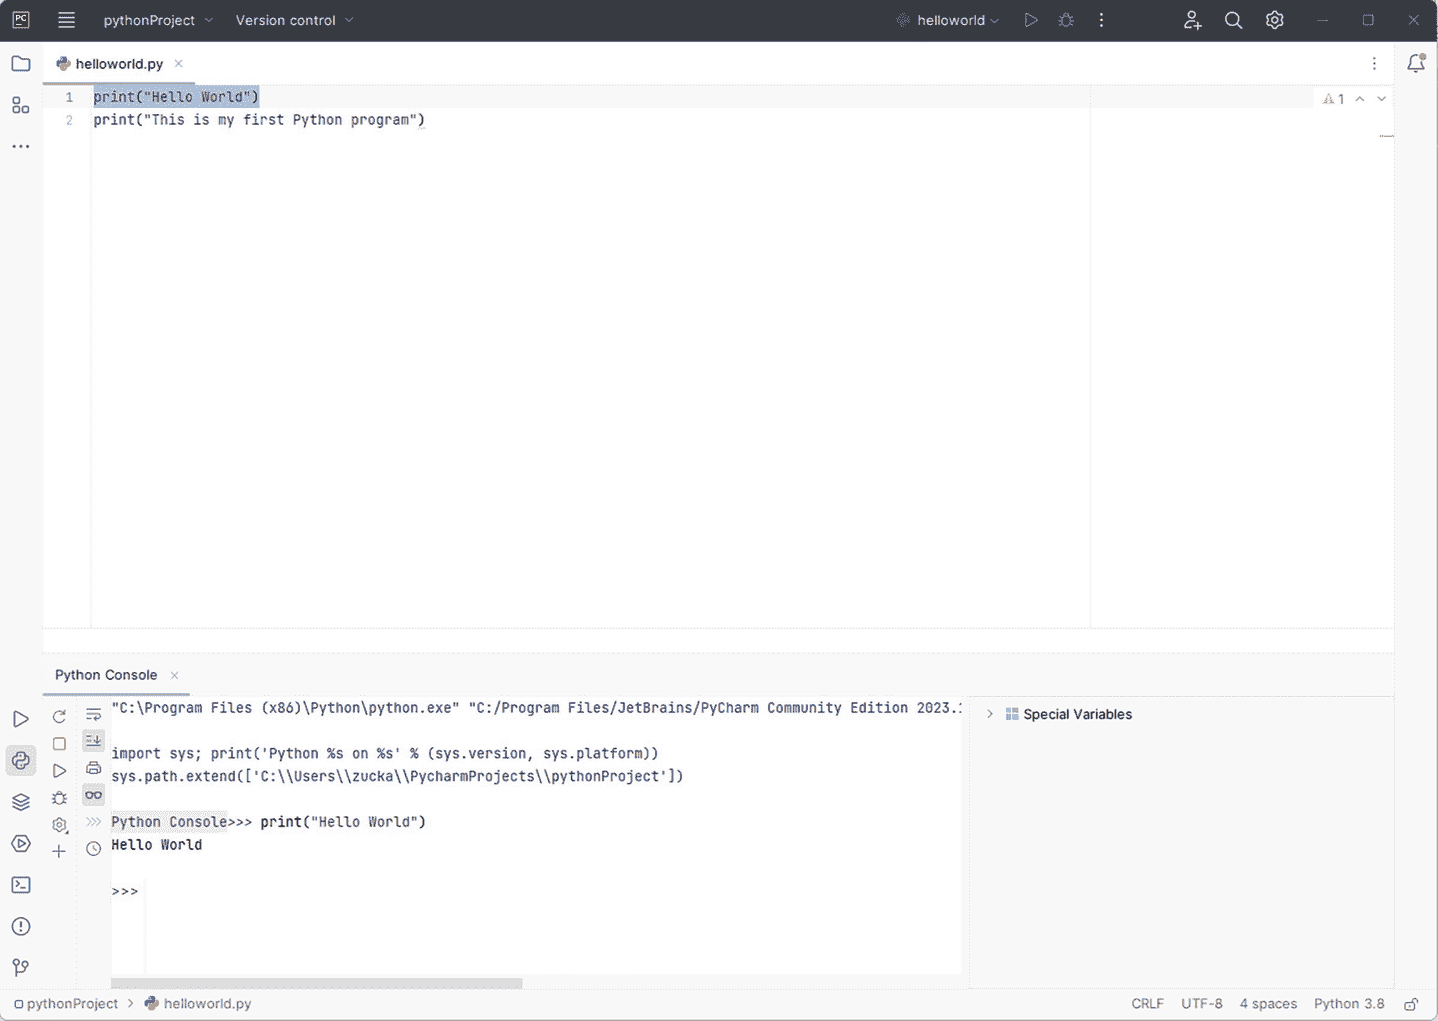 PC pythonProject Version control helloworld
helloworld.py
1 print("Hello World")
1
2 print("This is my first Python program")
Python Console
"C:\Program Files (x86)\Python\python.exe" "C:/Program Files/JetBrains/PyCharm Community Edition 2023.1
Special Variables
import sys; print('Python %s on %s' % (sys.version, sys.platform))
sys.path.extend(['C:\\Users\\zucka\\PycharmProjects\\pythonProject'])
Python Console>>> print("Hello World")
Hello World
>>>
pythonProject > helloworld.py CRLF UTF-8 4 spaces Python 3.8